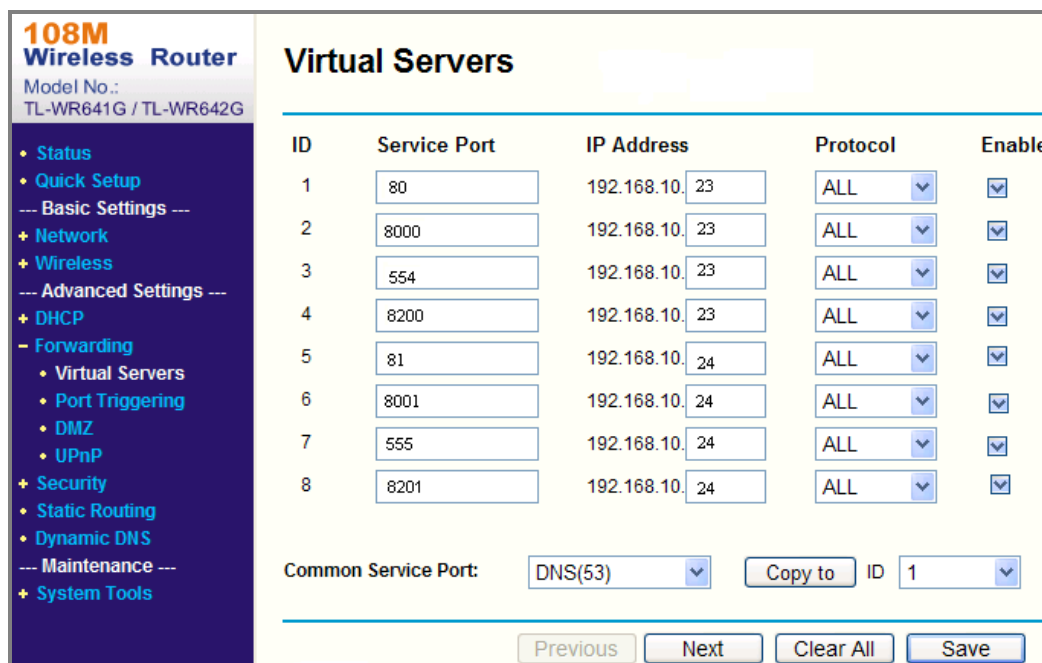 108M
Wireless Router
Model No.:
TL-WR641G / TL-WR642G
Status
Quick Setup
--- Basic Settings ---
Network
Wireless
--- Advanced Settings ---
DHCP
Forwarding
Virtual Servers
Port Triggering
DMZ
UPnP
Security
Static Routing
Dynamic DNS
--- Maintenance ---
System Tools
Virtual Servers
ID Service Port IP Address Protocol Enable
1 80 192.168.10. 23 ALL
2 8000 192.168.10. 23 ALL
3 554 192.168.10. 23 ALL
4 8200 192.168.10. 23 ALL
5 81 192.168.10. 24 ALL
6 8001 192.168.10. 24 ALL
7 555 192.168.10. 24 ALL
8 8201 192.168.10. 24 ALL
Common Service Port: DNS(53) Copy to ID 1
Previous Next Clear All Save